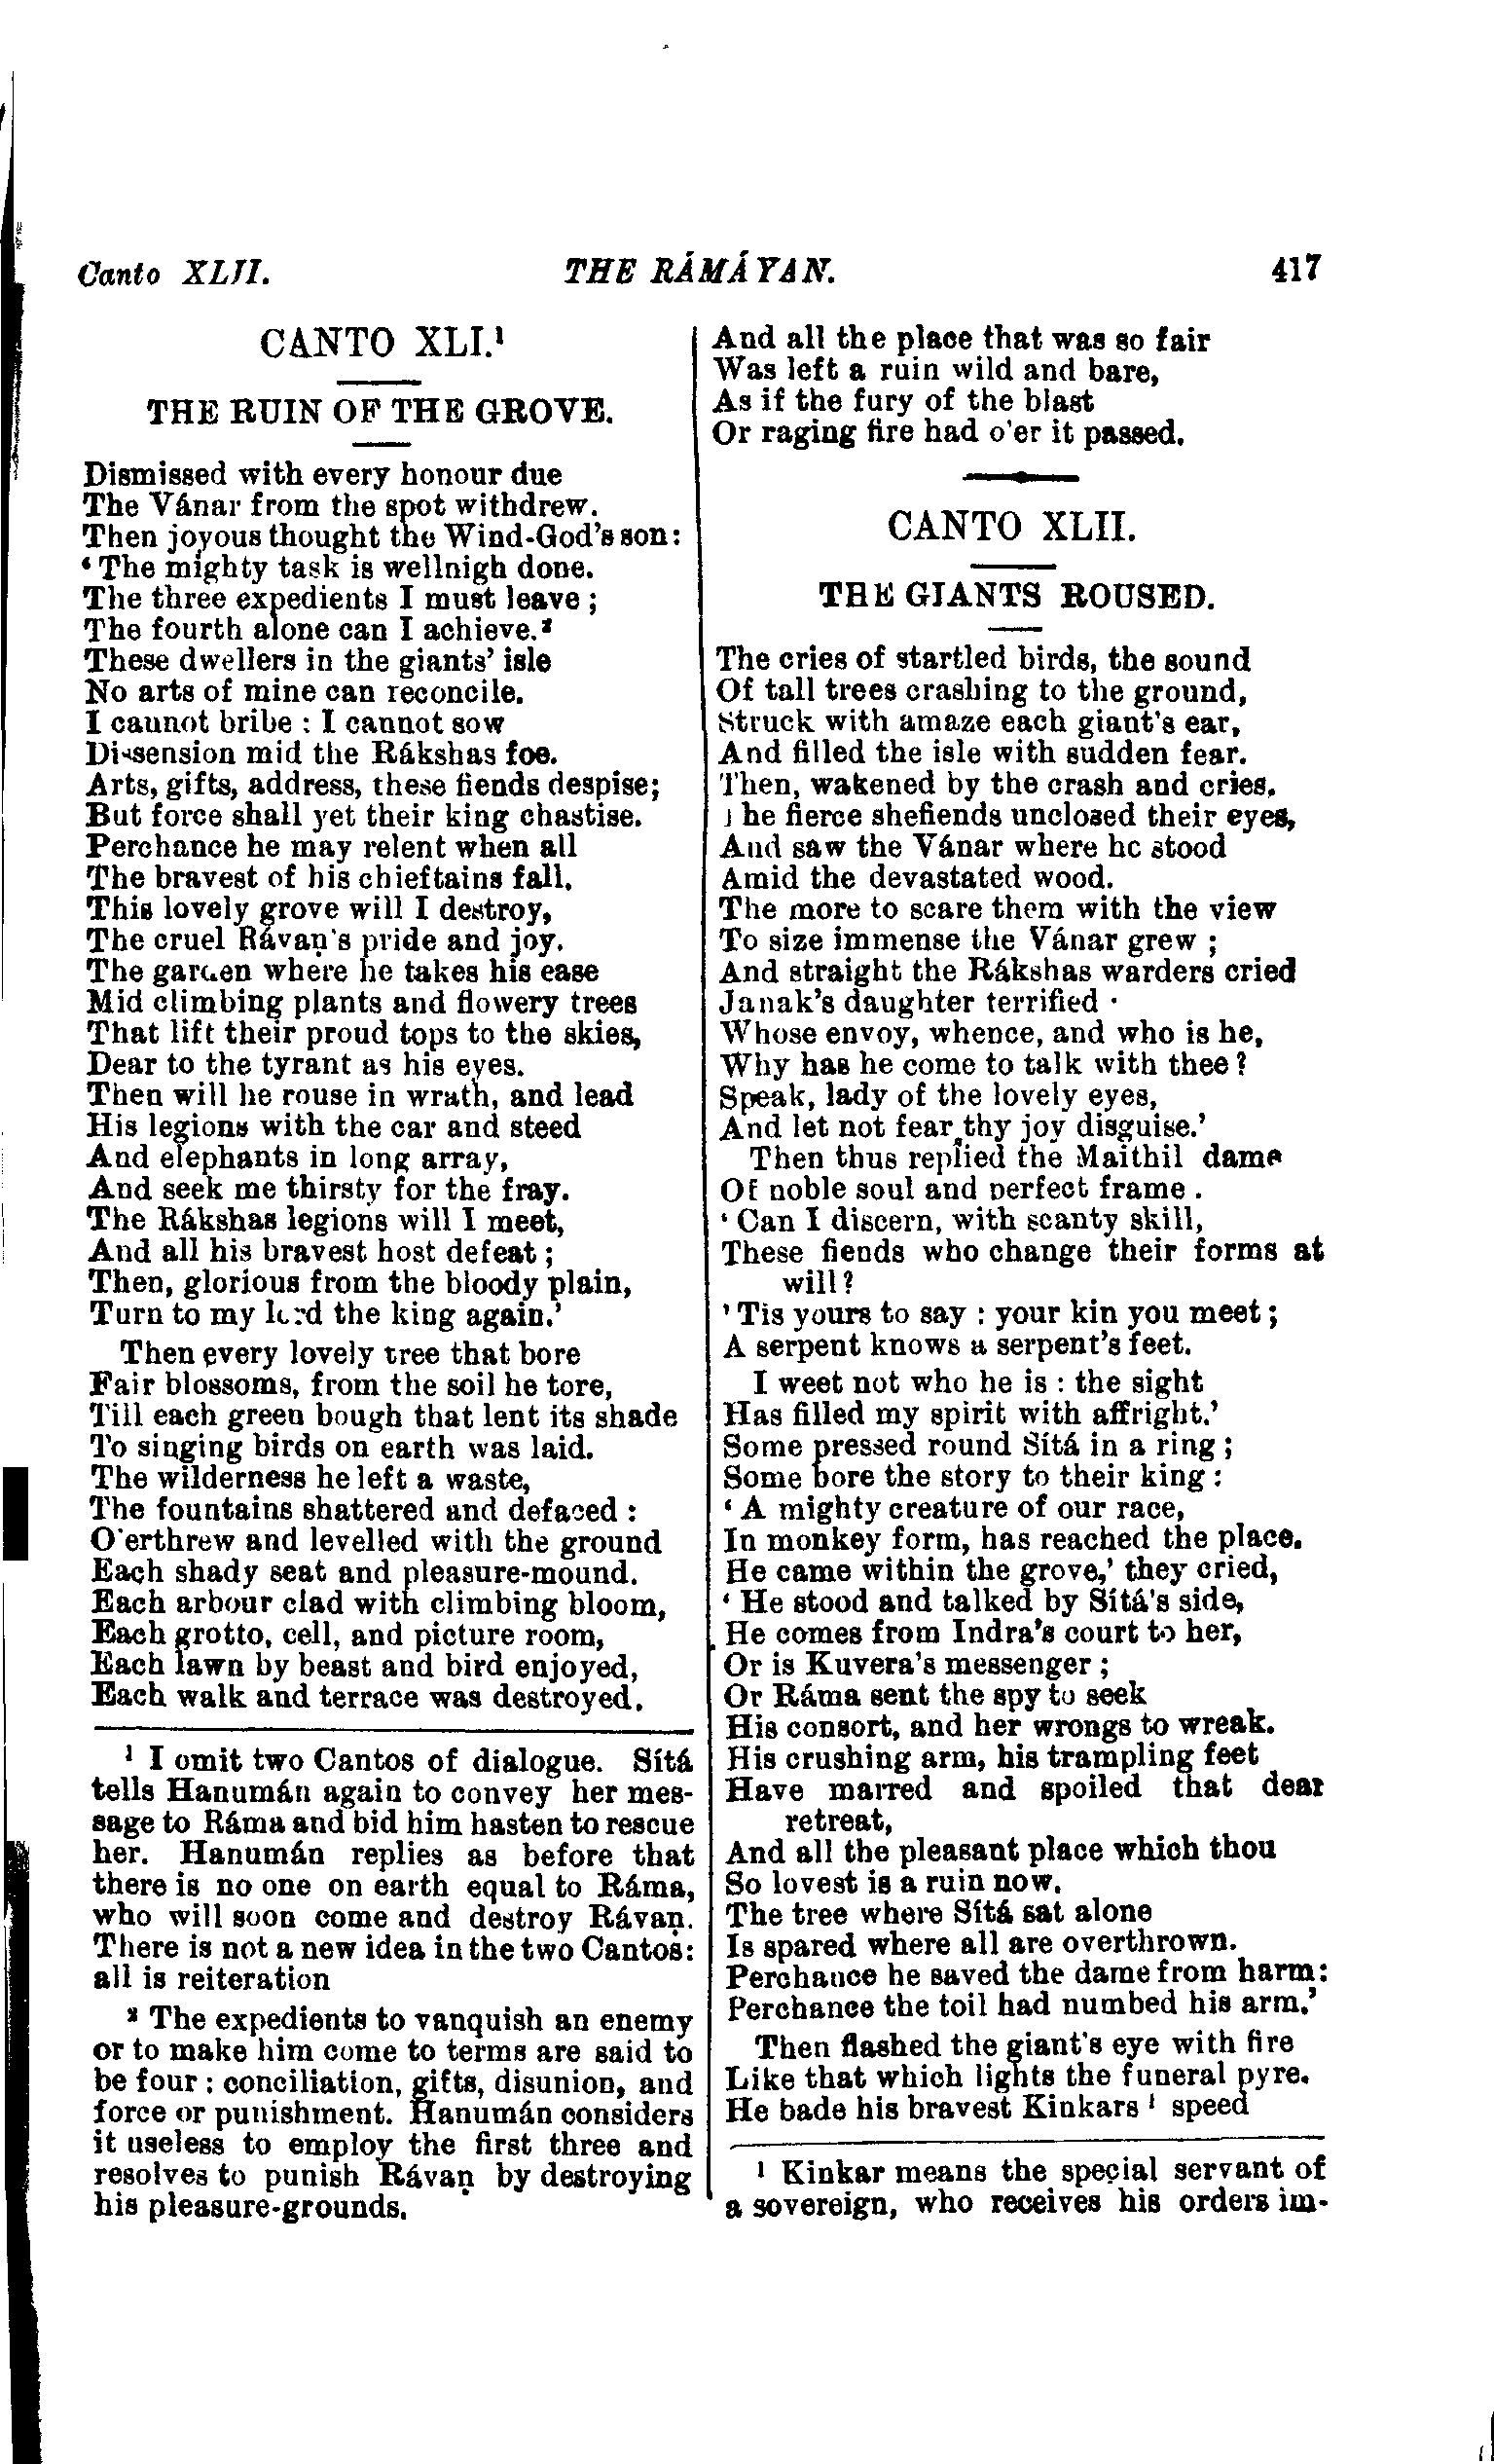 Canto XLII. THE RÁMÁYAN. 417
CANTO XLI.¹
THE RUIN OF THE GROVE.
Dismissed with every honour due
The Vánar from the spot withdrew.
Then joyous thought the Wind-God's son:
‘The mighty task is wellnigh done.
The three expedients I must leave;
The fourth alone can I achieve.²
These dwellers in the giants' isle
No arts of mine can reconcile.
I cannot bribe : I cannot sow
Dissension mid the Rákshas foe.
Arts, gifts, address, these fiends despise;
But force shall yet their king chastise.
Perchance he may relent when all
The bravest of his chieftains fall.
This lovely grove will I destroy,
The cruel Rávaṇ's pride and joy.
The garden where he takes his ease
Mid climbing plants and flowery trees
That lift their proud tops to the skies,
Dear to the tyrant as his eyes.
Then will he rouse in wrath, and lead
His legions with the car and steed
And elephants in long array,
And seek me thirsty for the fray.
The Rákshas legions will I meet,
And all his bravest host defeat;
Then, glorious from the bloody plain,
Turn to my lord the king again.’
Then every lovely tree that bore
Fair blossoms, from the soil he tore,
Till each green bough that lent its shade
To singing birds on earth was laid.
The wilderness he left a waste,
The fountains shattered and defaced :
O'erthrew and levelled with the ground
Each shady seat and pleasure-mound.
Each arbour clad with climbing bloom,
Each grotto, cell, and picture room,
Each lawn by beast and bird enjoyed,
Each walk and terrace was destroyed.
¹ I omit two Cantos of dialogue. Sítá
tells Hanumán again to convey her mes-
sage to Ráma and bid him hasten to rescue
her. Hanumán replies as before that
there is no one on earth equal to Ráma,
who will soon come and destroy Rávaṇ.
There is not a new idea in the two Cantos:
all is reiteration
² The expedients to vanquish an enemy
or to make him come to terms are said to
be four : conciliation, gifts, disunion, and
force or punishment. Hanumán considers
it useless to employ the first three and
resolves to punish Rávaṇ by destroying
his pleasure-grounds.
And all the place that was so fair
Was left a ruin wild and bare,
As if the fury of the blast
Or raging fire had o'er it passed.
CANTO XLII.
THE GIANTS ROUSED.
The cries of startled birds, the sound
Of tall trees crashing to the ground,
Struck with amaze each giant's ear,
And filled the isle with sudden fear.
Then, wakened by the crash and cries,
The fierce shefiends unclosed their eyes,
And saw the Vánar where he stood
Amid the devastated wood.
The more to scare them with the view
To size immense the Vánar grew ;
And straight the Rákshas warders cried
Janak's daughter terrified ·
Whose envoy, whence, and who is he,
Why has he come to talk with thee ?
Speak, lady of the lovely eyes,
And let not fear thy joy disguise.’
Then thus replied the Maithil dame
Of noble soul and perfect frame .
‘Can I discern, with scanty skill,
These fiends who change their forms at
will ?
'Tis yours to say : your kin you meet ;
A serpent knows a serpent's feet.
I weet not who he is : the sight
Has filled my spirit with affright.’
Some pressed round Sítá in a ring ;
Some bore the story to their king :
‘A mighty creature of our race,
In monkey form, has reached the place.
He came within the grove,’ they cried,
‘He stood and talked by Sítá's side,
He comes from Indra's court to her,
Or is Kuvera's messenger ;
Or Ráma sent the spy to seek
His consort, and her wrongs to wreak.
His crushing arm, his trampling feet
Have marred and spoiled that dear
retreat,
And all the pleasant place which thou
So lovest is a ruin now.
The tree where Sítá sat alone
Is spared where all are overthrown.
Perchance he saved the dame from harm:
Perchance the toil had numbed his arm.’
Then flashed the giant's eye with fire
Like that which lights the funeral pyre.
He bade his bravest Kinkars ¹ speed
¹ Kinkar means the special servant of
a sovereign, who receives his orders im-